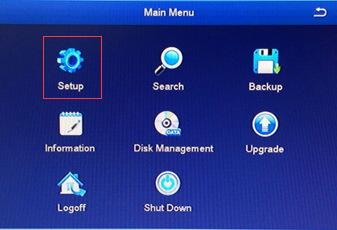 Main Menu
Setup
Search
Backup
Information
DATA
Disk Management
Upgrade
Logoff
Shut Down